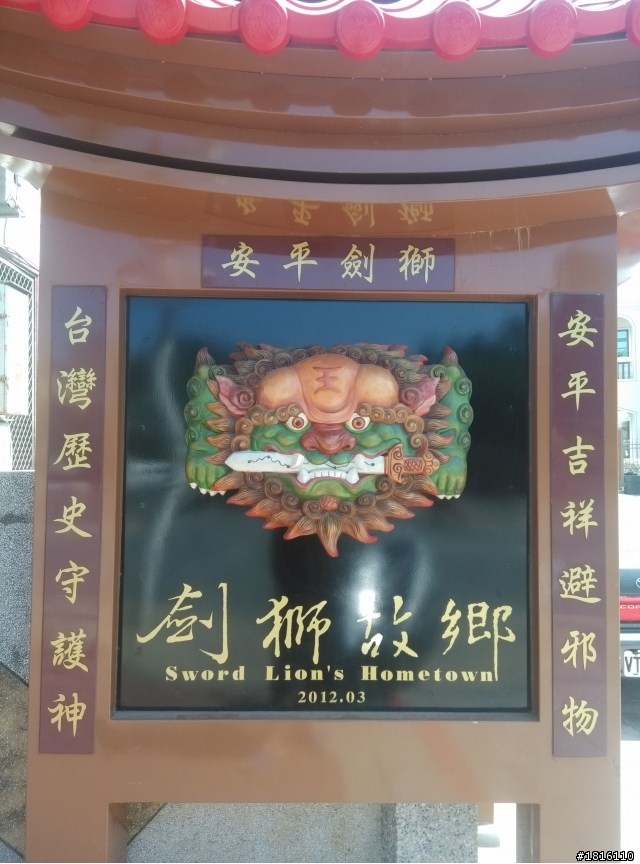 安平劍獅
安平吉祥避邪物
台灣歷史守護神
王
劍獅故鄉
Sword Lion's Hometown
2012.03
#1816110